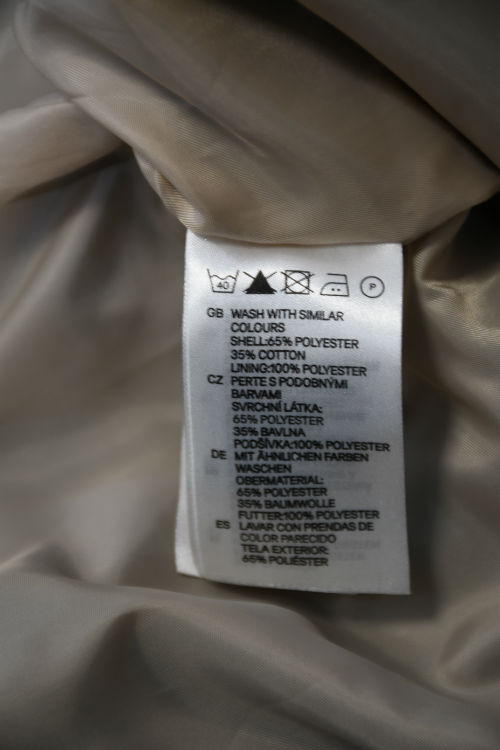 40
P
GB WASH WITH SIMILAR
COLOURS
SHELL:65% POLYESTER
35% COTTON
LINING:100% POLYESTER
CZ PERTE S PODOBNÝMI
BARVAMI
SVRCHNÍ LÁTKA:
65% POLYESTER
35% BAVLNA
PODŠÍVKA:100% POLYESTER
DE MIT ÄHNLICHEN FARBEN
WASCHEN
OBERMATERIAL:
65% POLYESTER
35% BAUMWOLLE
FUTTER:100% POLYESTER
ES LAVAR CON PRENDAS DE
COLOR PARECIDO
TELA EXTERIOR:
65% POLIÉSTER